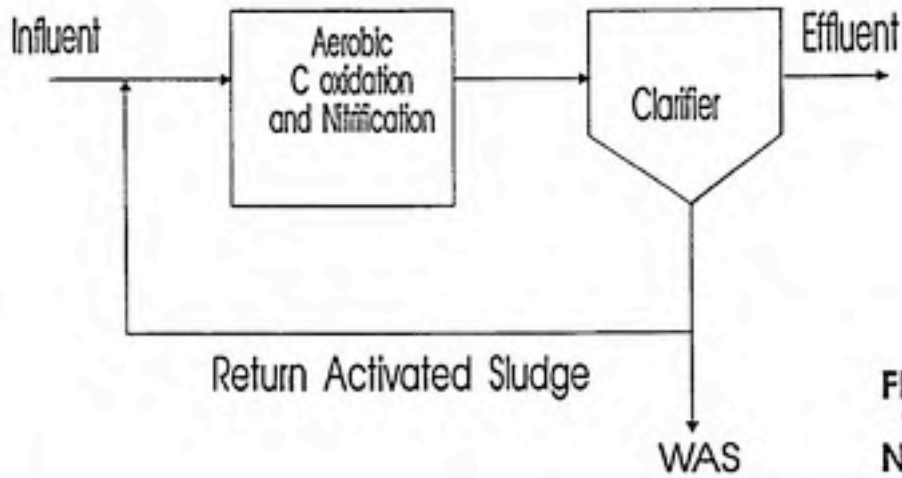 Influent
Aerobic
C oxidation
and Nitrification
Clarifier
Effluent
Return Activated Sludge
WAS